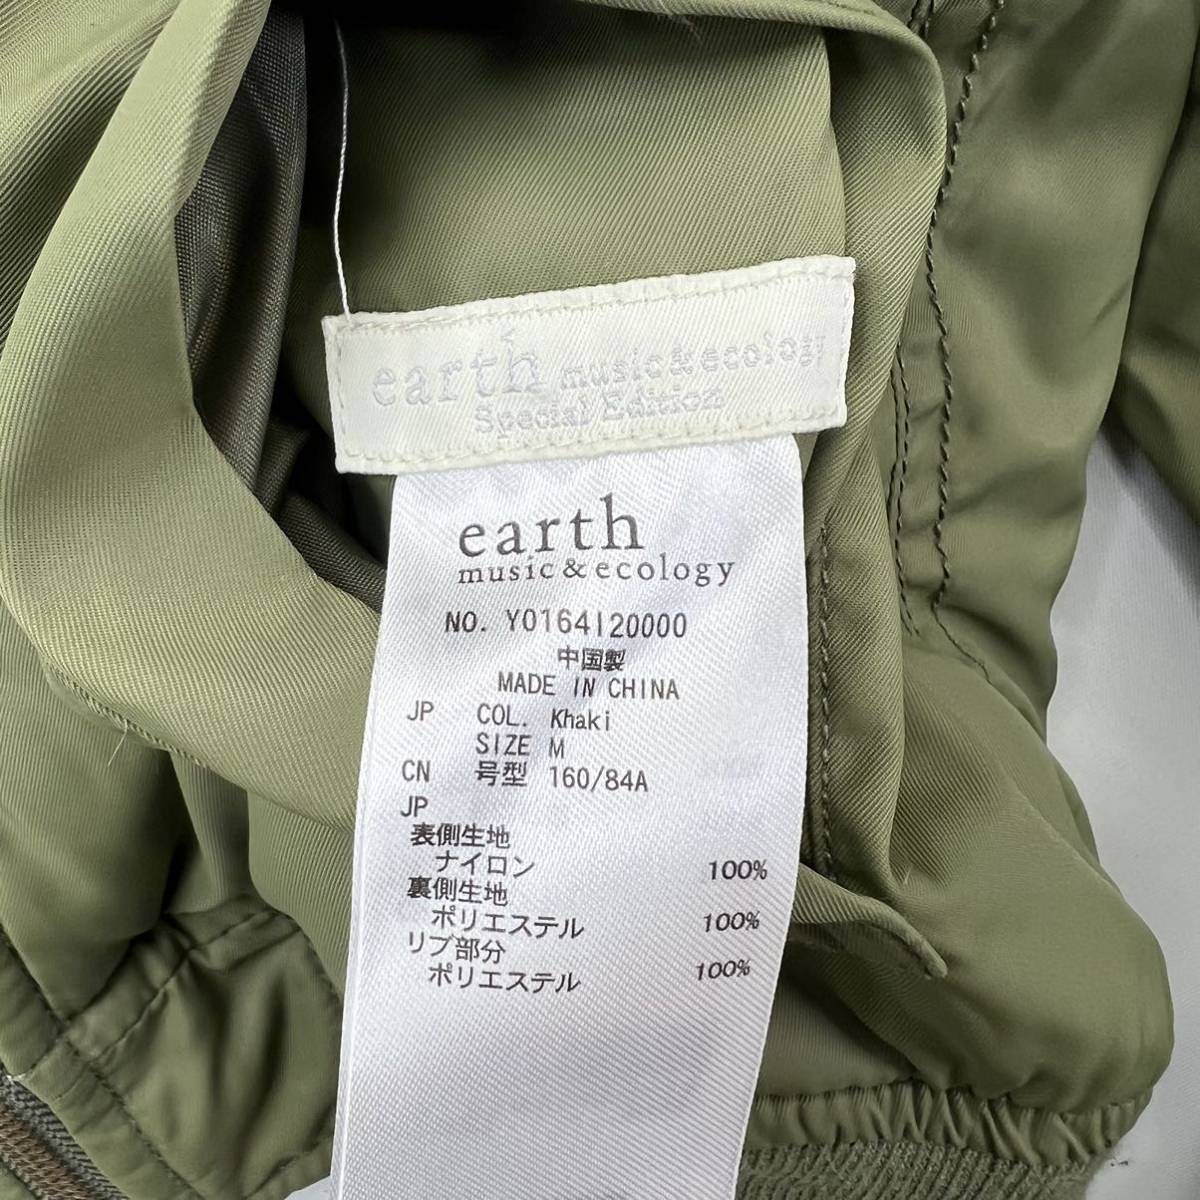 earth music&ecology
Special Edition
earth
music&ecology
NO. Y0164I20000
中国製
MADE IN CHINA
JP COL. Khaki
SIZE M
CN 号型 160/84A
JP
表側生地
ナイロン 100%
裏側生地
ポリエステル 100%
リブ部分
ポリエステル 100%